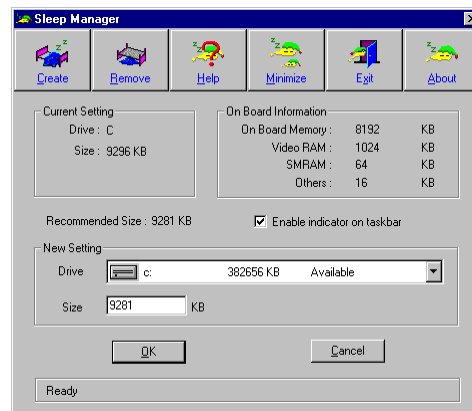 Sleep Manager
Create Remove Help Minimize Exit About
Current Setting
Drive : C
Size : 9296 KB
On Board Information
On Board Memory : 8192 KB
Video RAM : 1024 KB
SMRAM : 64 KB
Others : 16 KB
Recommended Size : 9281 KB
Enable indicator on taskbar
New Setting
Drive c: 382656 KB Available
Size 9281 KB
OK Cancel
Ready